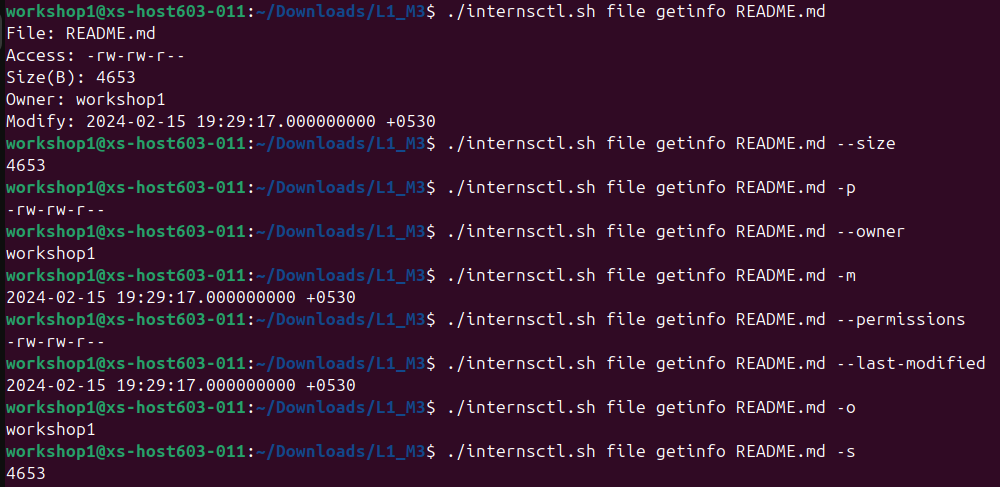 workshop1@xs-host603-011:~/Downloads/L1_M3$ ./internsctl.sh file getinfo README.md
File: README.md
Access: -rw-rw-r--
Size(B): 4653
Owner: workshop1
Modify: 2024-02-15 19:29:17.000000000 +0530
workshop1@xs-host603-011:~/Downloads/L1_M3$ ./internsctl.sh file getinfo README.md --size
4653
workshop1@xs-host603-011:~/Downloads/L1_M3$ ./internsctl.sh file getinfo README.md -p
-rw-rw-r--
workshop1@xs-host603-011:~/Downloads/L1_M3$ ./internsctl.sh file getinfo README.md --owner
workshop1
workshop1@xs-host603-011:~/Downloads/L1_M3$ ./internsctl.sh file getinfo README.md -m
2024-02-15 19:29:17.000000000 +0530
workshop1@xs-host603-011:~/Downloads/L1_M3$ ./internsctl.sh file getinfo README.md --permissions
-rw-rw-r--
workshop1@xs-host603-011:~/Downloads/L1_M3$ ./internsctl.sh file getinfo README.md --last-modified
2024-02-15 19:29:17.000000000 +0530
workshop1@xs-host603-011:~/Downloads/L1_M3$ ./internsctl.sh file getinfo README.md -o
workshop1
workshop1@xs-host603-011:~/Downloads/L1_M3$ ./internsctl.sh file getinfo README.md -s
4653